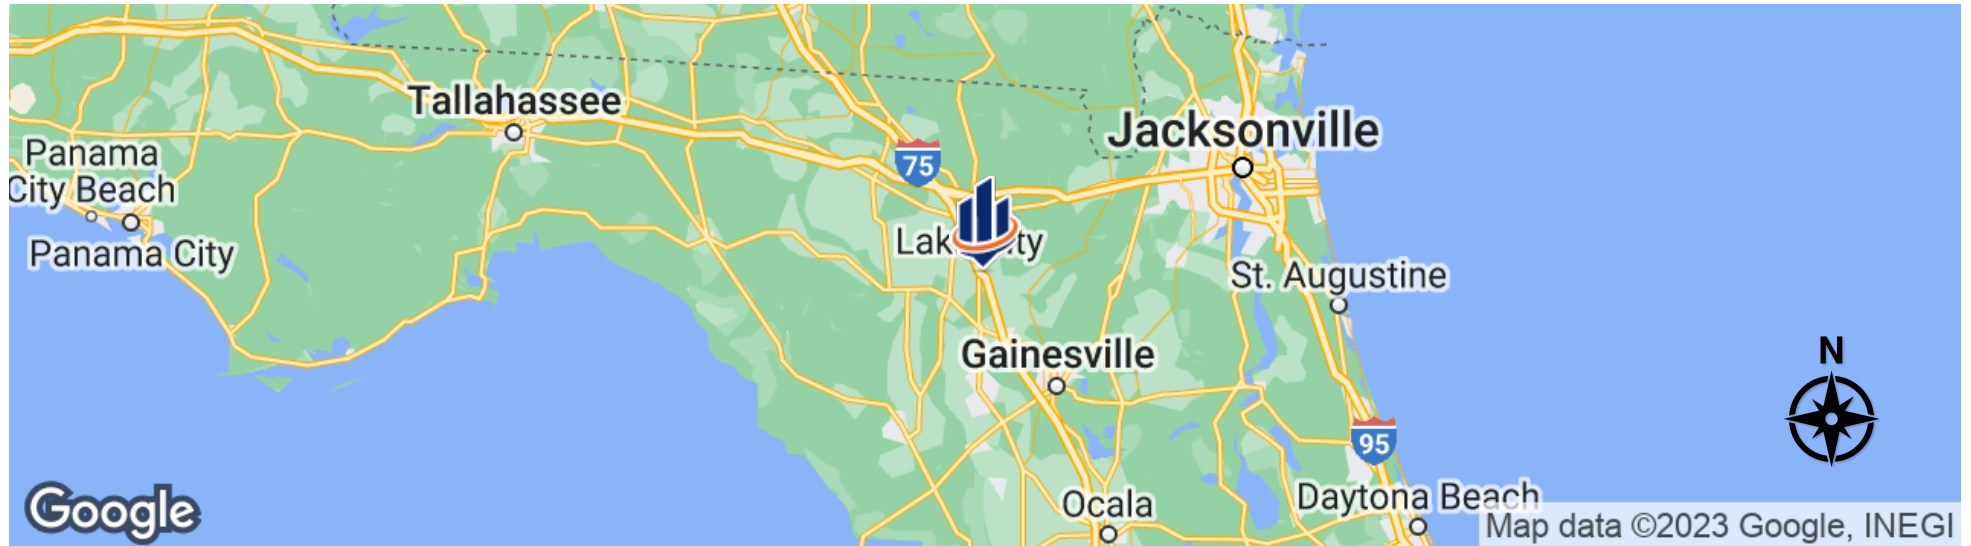 Tallahassee
Jacksonville
Panama
City Beach
75
Panama City
St. Augustine
Gainesville
N
95
Ocala
Daytona Beach
Google
Map data ©2023 Google, INEGI